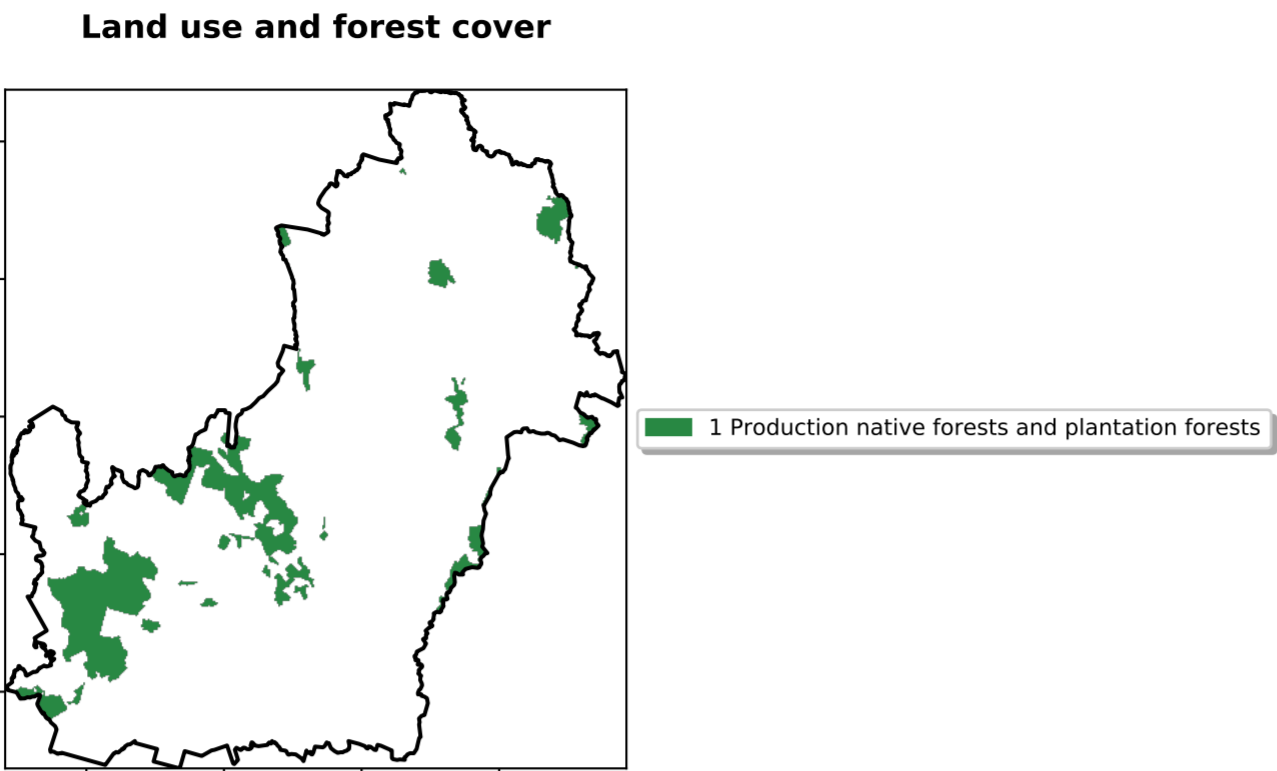 Land use and forest cover
1 Production native forests and plantation forests